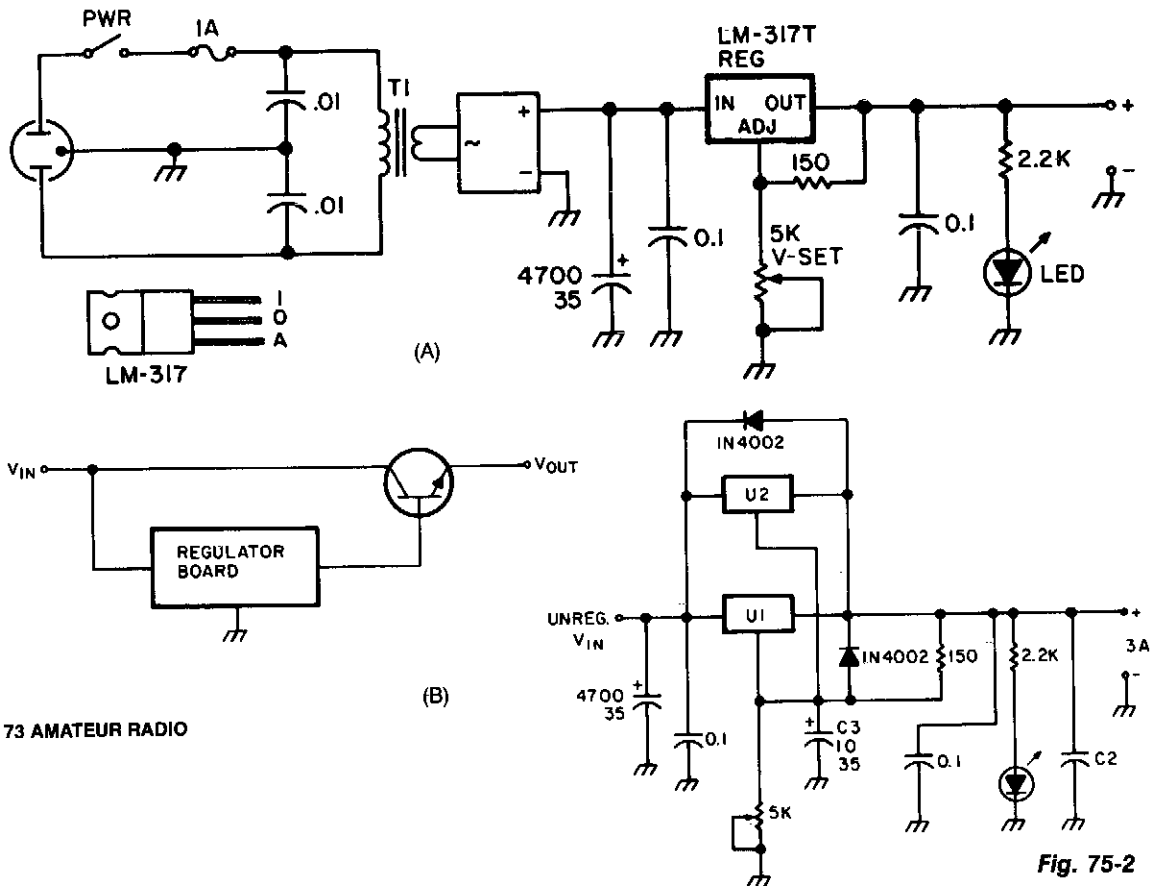 PWR
1A
.01
.01
T1
~
+
-
LM-317T
REG
IN OUT
ADJ
150
5K
V-SET
+
4700
35
0.1
0.1
2.2K
LED
+
-
I
O
A
LM-317
(A)
VIN
VOUT
REGULATOR
BOARD
(B)
73 AMATEUR RADIO
1N4002
U2
U1
UNREG.
VIN
+
4700
35
0.1
1N4002
150
2.2K
+
3A
-
+
C3
10
35
0.1
C2
5K
Fig. 75-2